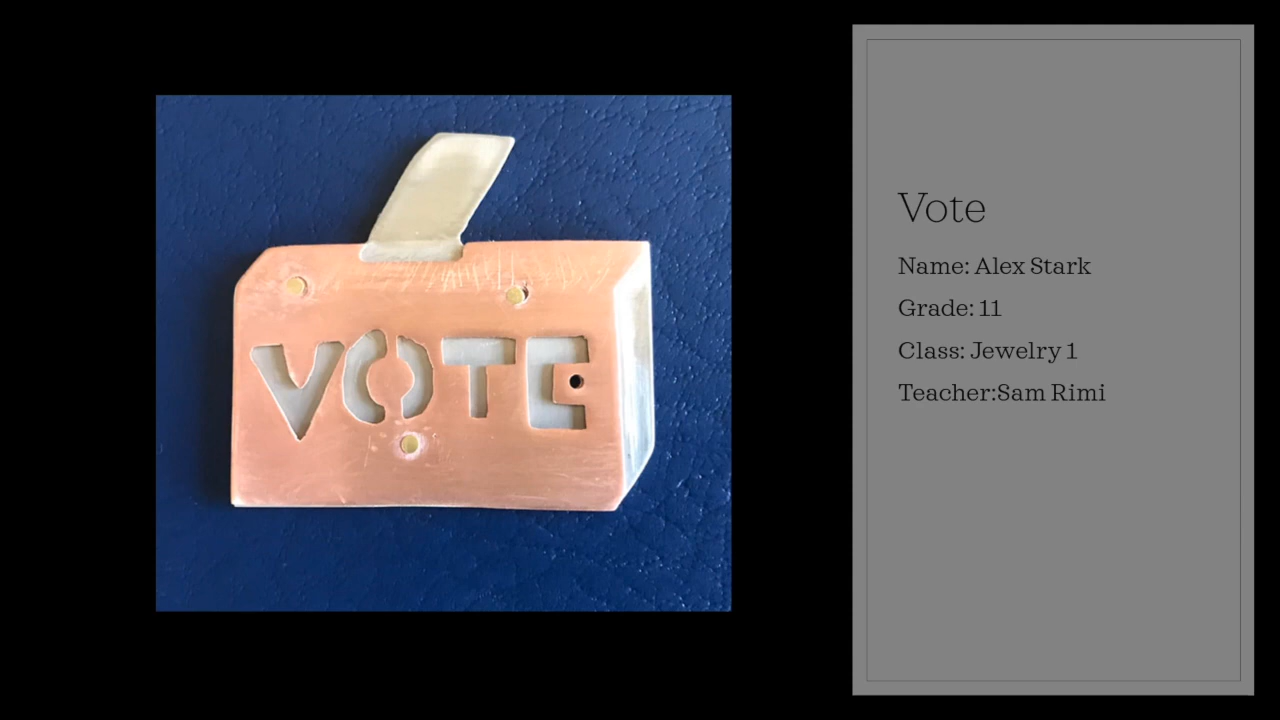 VOTE
Vote
Name: Alex Stark
Grade: 11
Class: Jewelry 1
Teacher:Sam Rimi